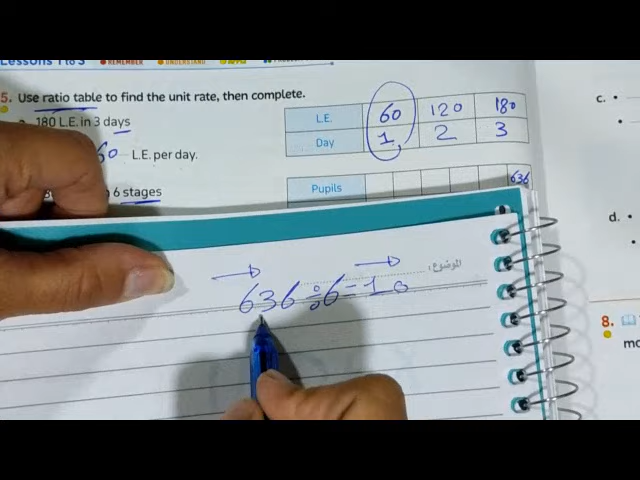 Lessons 1 to 3 REMEMBER UNDERSTAND
5. Use ratio table to find the unit rate, then complete.
180 L.E. in 3 days
60 L.E. per day.
L.E. 60 120 180
Day 1 2 3
6 stages
Pupils 636
الموضوع:
636 ÷ 6 = 10
c. •
d. •
8.